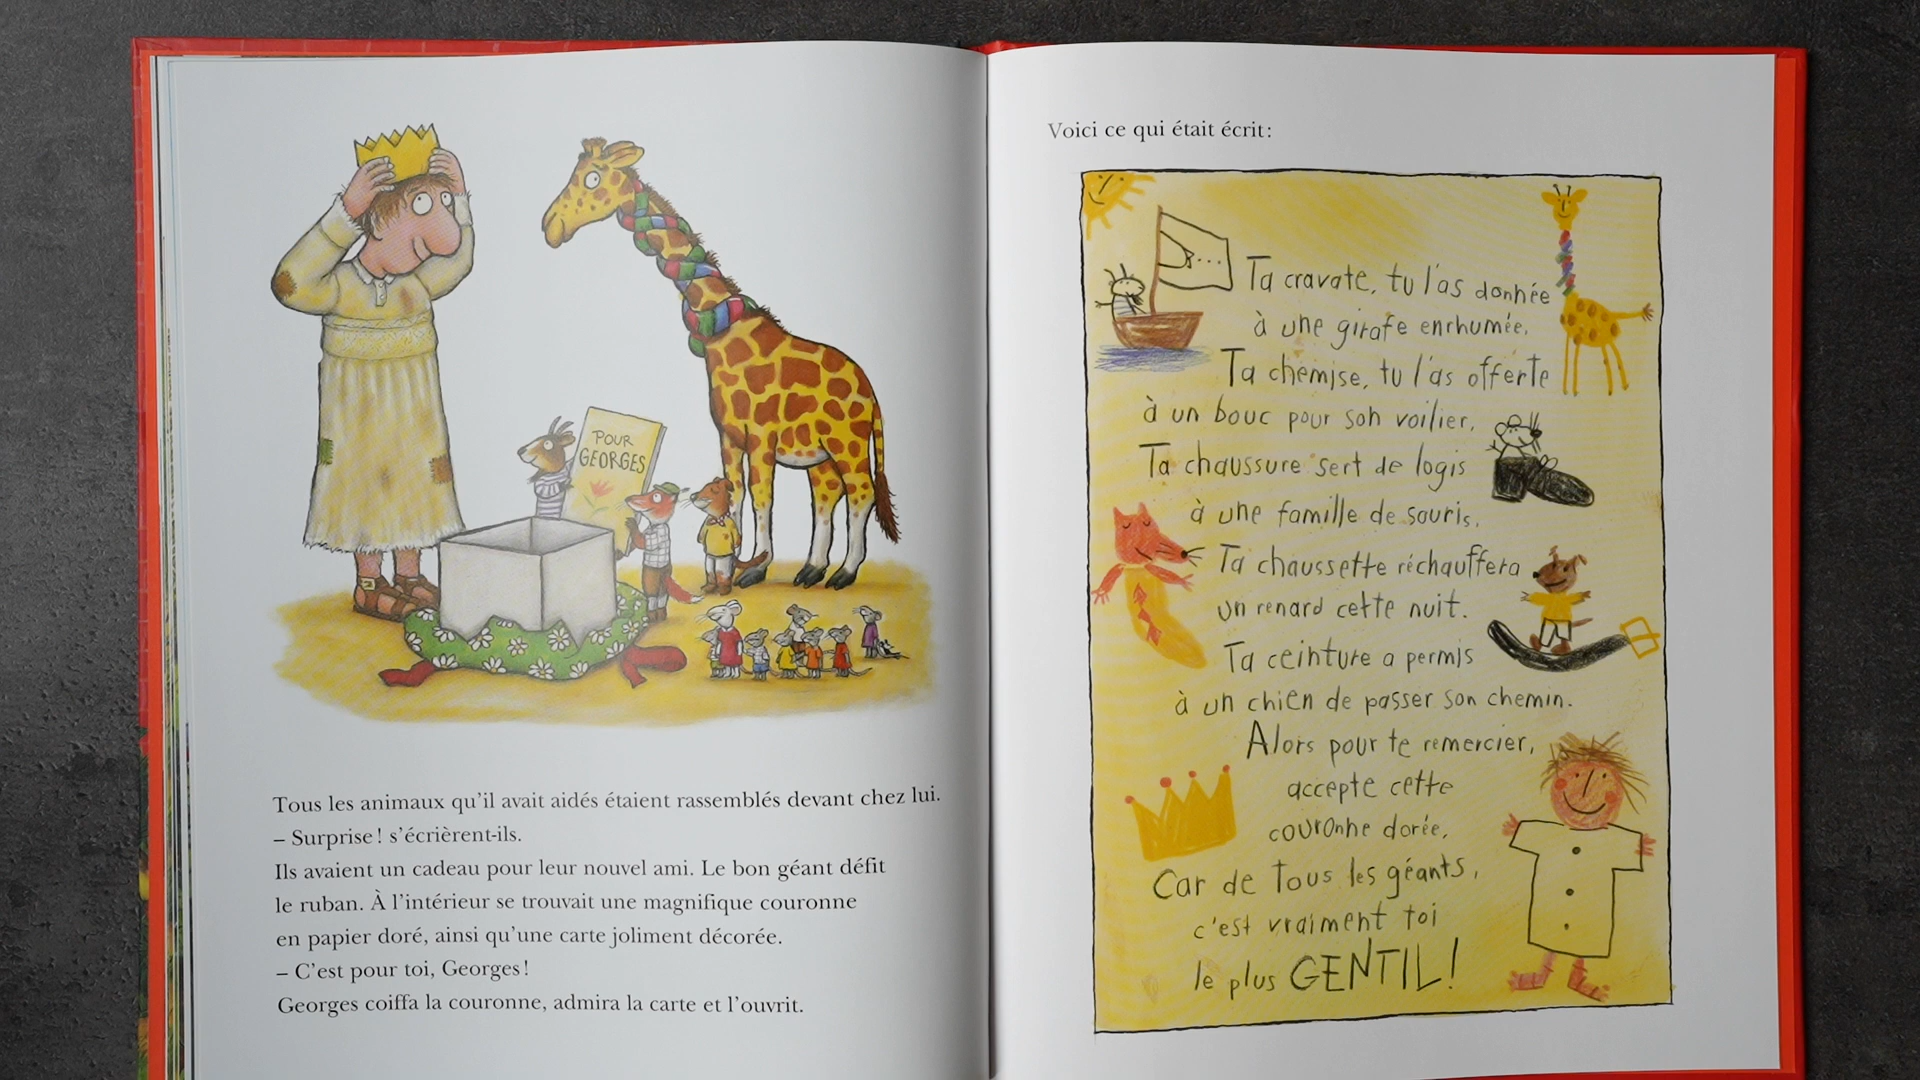 POUR
GEORGES
Tous les animaux qu'il avait aidés étaient rassemblés devant chez lui.
– Surprise ! s'écrièrent-ils.
Ils avaient un cadeau pour leur nouvel ami. Le bon géant défit
le ruban. À l'intérieur se trouvait une magnifique couronne
en papier doré, ainsi qu'une carte joliment décorée.
– C'est pour toi, Georges !
Georges coiffa la couronne, admira la carte et l'ouvrit.
Voici ce qui était écrit :
Ta cravate, tu l'as donnée
à une girafe enrhumée.
Ta chemise, tu l'as offerte
à un bouc pour son voilier.
Ta chaussure sert de logis
à une famille de souris.
Ta chaussette réchauffera
un renard cette nuit.
Ta ceinture a permis
à un chien de passer son chemin.
Alors pour te remercier,
accepte cette
couronne dorée,
Car de tous les géants,
c'est vraiment toi
le plus GENTIL !